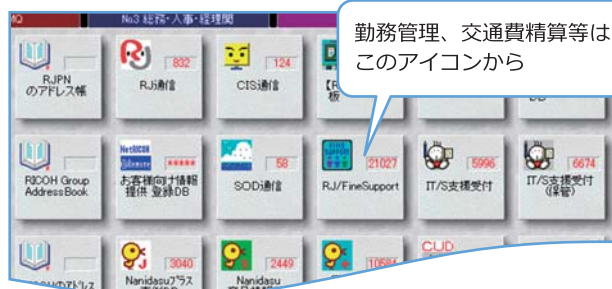 No3 総務・人事・経理関
勤務管理、交通費精算等は
このアイコンから
832
124
RJPN
のアドレス帳
RJ通信
CIS通信
板
NetRICOH
*****
58
21027
5996
6674
RICOH Group
Address Book
お客様向け情報
提供 登録DB
SOD通信
RJ/FineSupport
IT/S支援受付
IT/S支援受付
(保管)
3040
2449
10584
CUD
Nanidasuプラス
Nanidasu